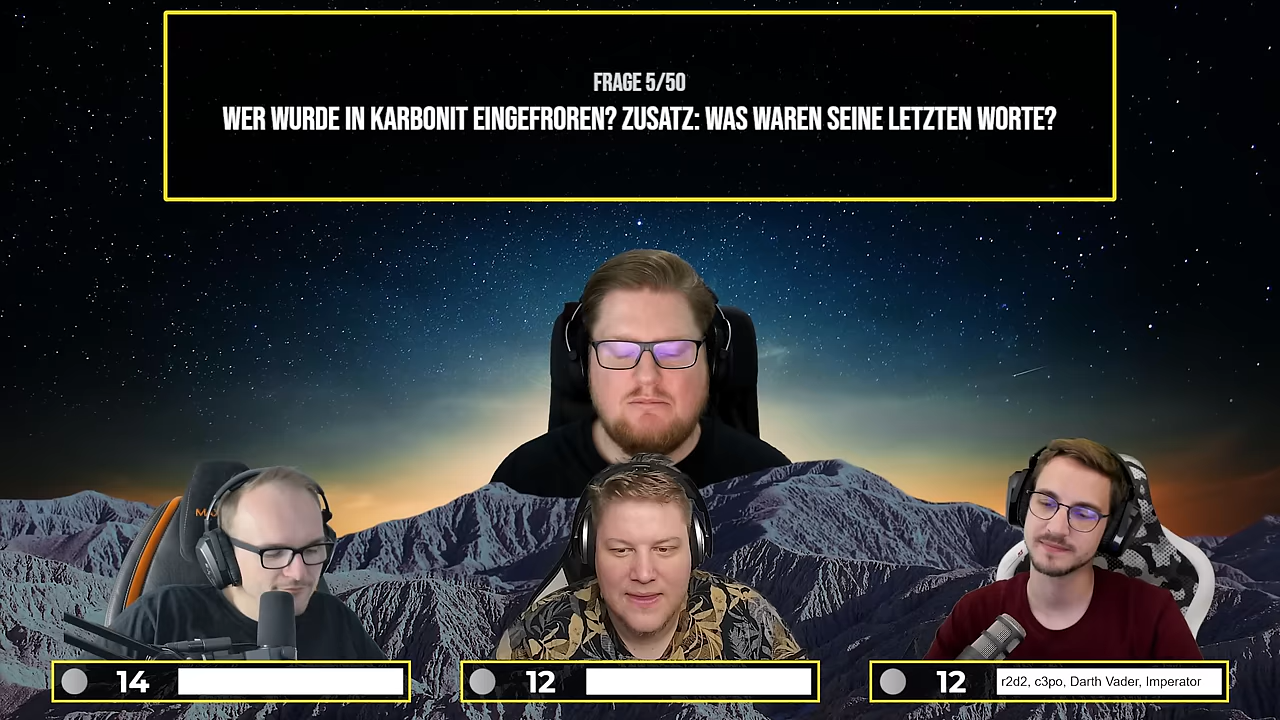 FRAGE 5/50
WER WURDE IN KARBONIT EINGEFROREN? ZUSATZ: WAS WAREN SEINE LETZTEN WORTE?
14
12
12
r2d2, c3po, Darth Vader, Imperator